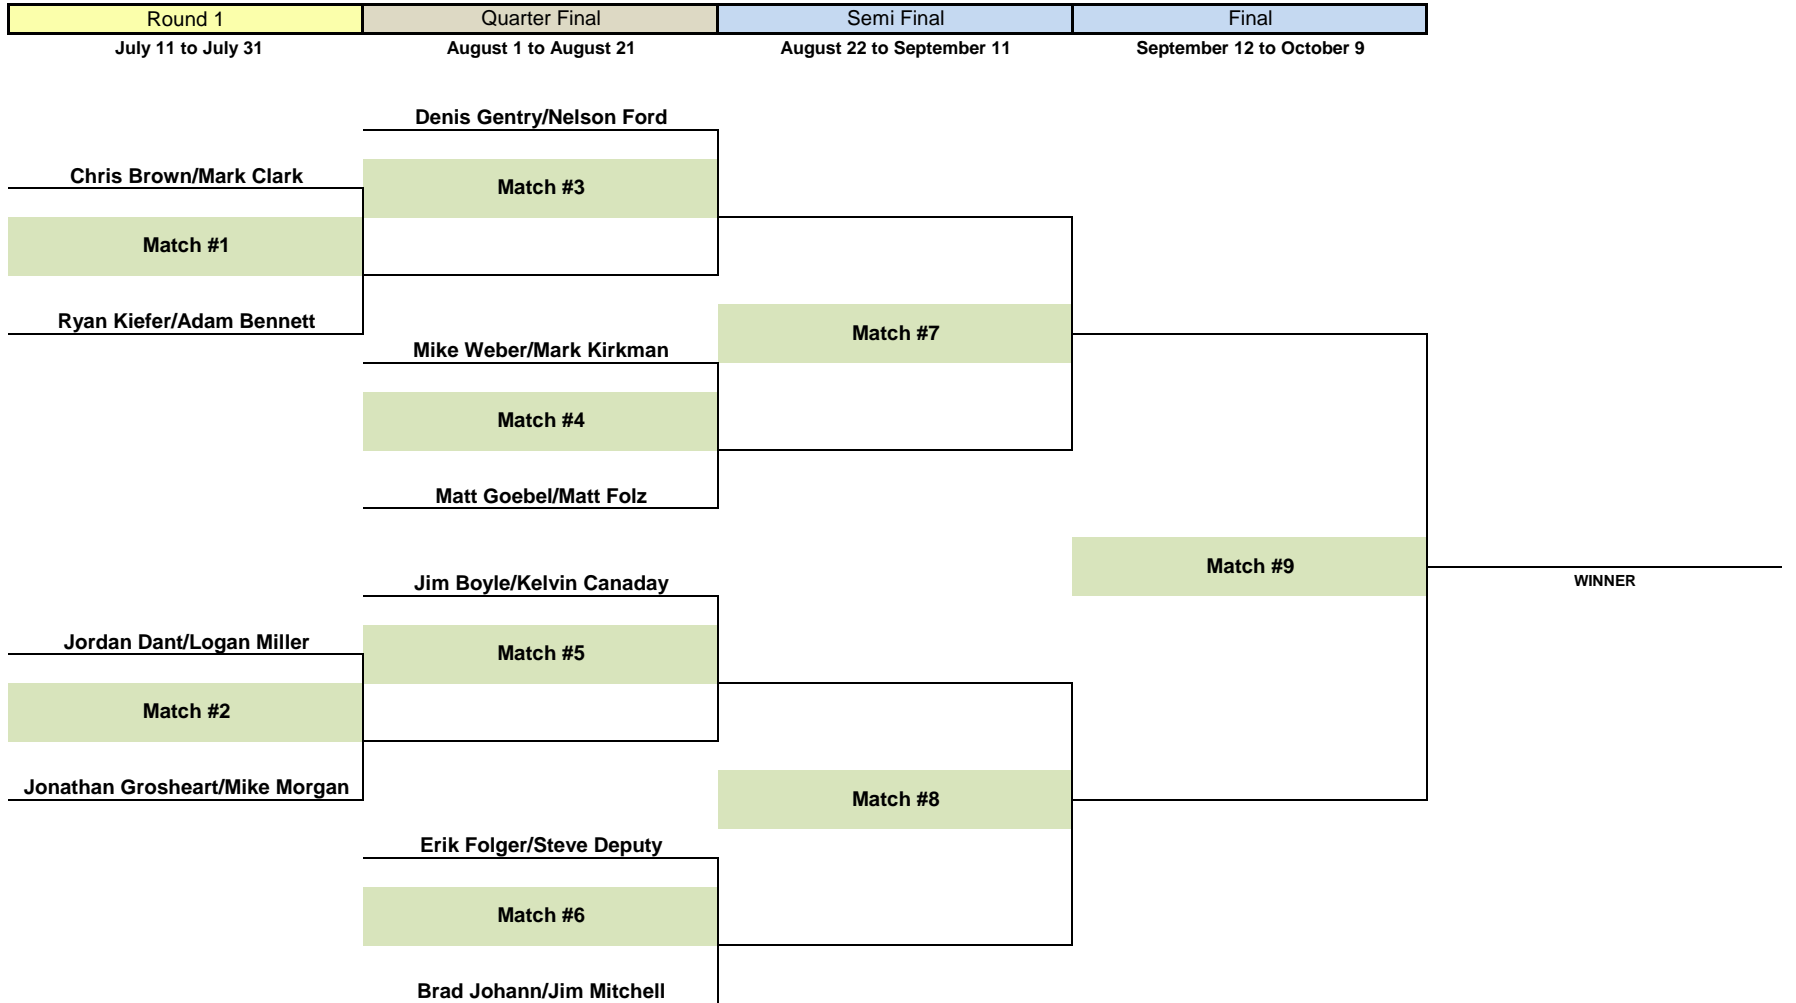 Round 1
Quarter Final
Semi Final
Final
July 11 to July 31
August 1 to August 21
August 22 to September 11
September 12 to October 9
Denis Gentry/Nelson Ford
Chris Brown/Mark Clark
Match #3
Match #1
Ryan Kiefer/Adam Bennett
Match #7
Mike Weber/Mark Kirkman
Match #4
Matt Goebel/Matt Folz
Match #9
Jim Boyle/Kelvin Canaday
WINNER
Jordan Dant/Logan Miller
Match #5
Match #2
Jonathan Grosheart/Mike Morgan
Match #8
Erik Folger/Steve Deputy
Match #6
Brad Johann/Jim Mitchell